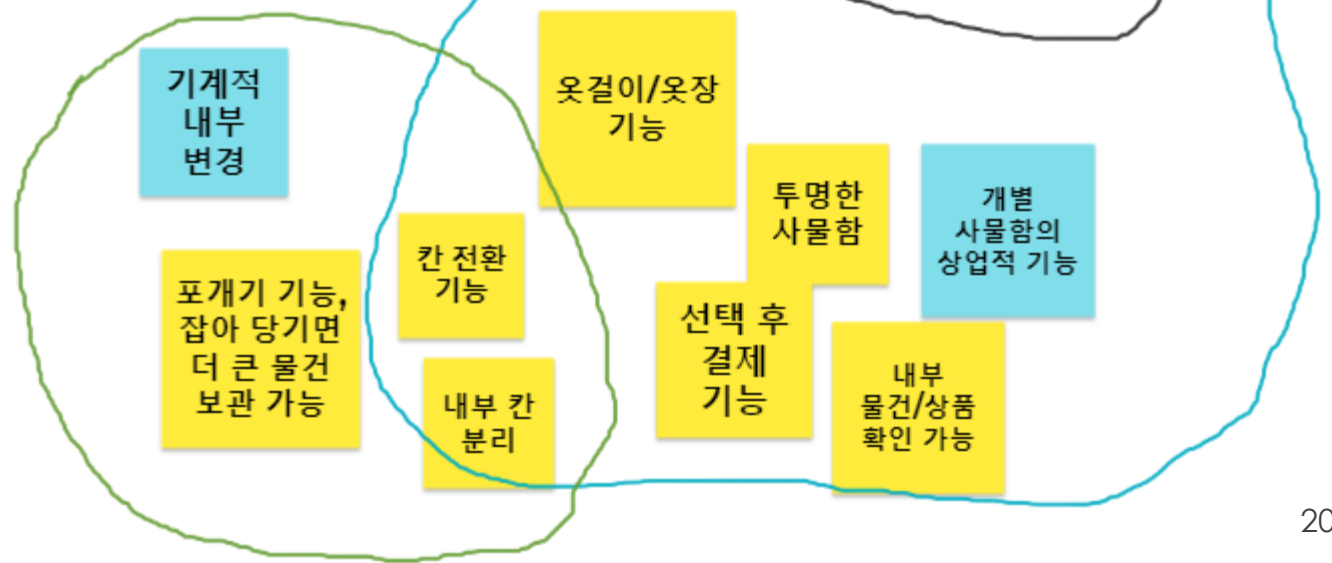 기계적
내부
변경
포개기 기능,
잡아 당기면
더 큰 물건
보관 가능
칸 전환
기능
내부 칸
분리
옷걸이/옷장
기능
투명한
사물함
선택 후
결제
기능
개별
사물함의
상업적 기능
내부
물건/상품
확인 가능
20